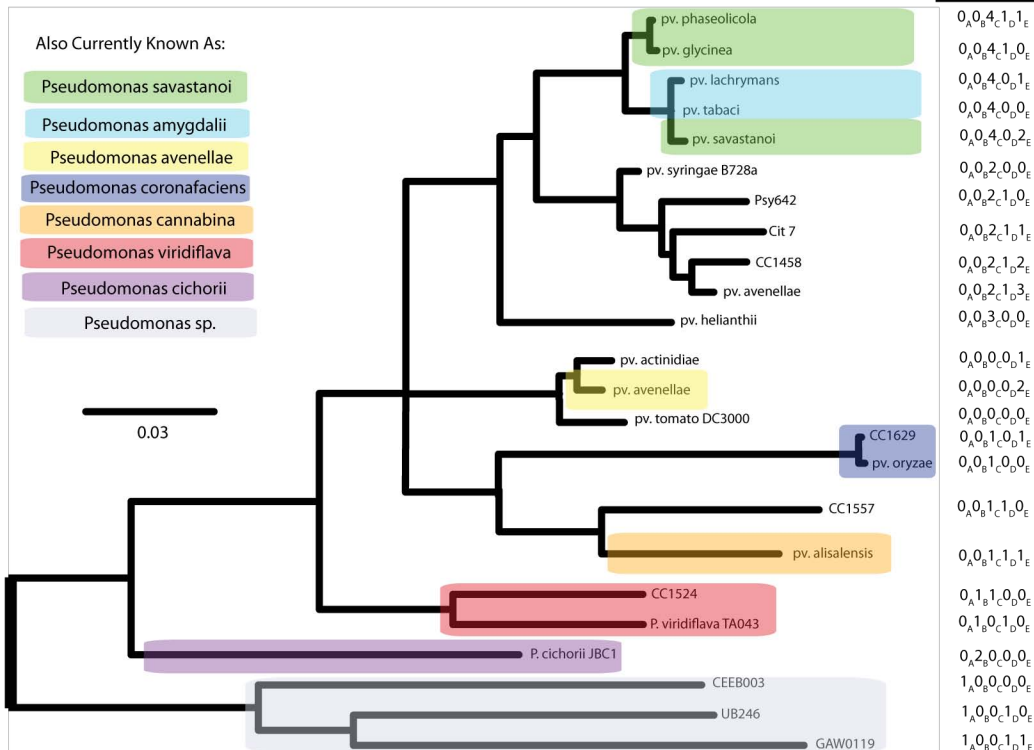 Also Currently Known As:
Pseudomonas savastanoi
Pseudomonas amygdalii
Pseudomonas avenellae
Pseudomonas coronafaciens
Pseudomonas cannabina
Pseudomonas viridiflava
Pseudomonas cichorii
Pseudomonas sp.
0.03
pv. phaseolicola
pv. glycinea
pv. lachrymans
pv. tabaci
pv. savastanoi
pv. syringae B728a
Psy642
Cit 7
CC1458
pv. avenellae
pv. helianthii
pv. actinidiae
pv. avenellae
pv. tomato DC3000
CC1629
pv. oryzae
CC1557
pv. alisalensis
CC1524
P. viridiflava TA043
P. cichorii JBC1
CEEB003
UB246
GAW0119
0A0B4C1D1E
0A0B4C1D0E
0A0B4C0D1E
0A0B4C0D0E
0A0B4C0D2E
0A0B2C0D0E
0A0B2C1D0E
0A0B2C1D1E
0A0B2C1D2E
0A0B2C1D3E
0A0B3C0D0E
0A0B0C0D1E
0A0B0C0D2E
0A0B0C0D0E
0A0B1C0D1E
0A0B1C0D0E
0A0B1C1D0E
0A0B1C1D1E
0A1B1C0D0E
0A1B0C1D0E
0A2B0C0D0E
1A0B0C0D0E
1A0B0C1D0E
1A0B0C1D1E